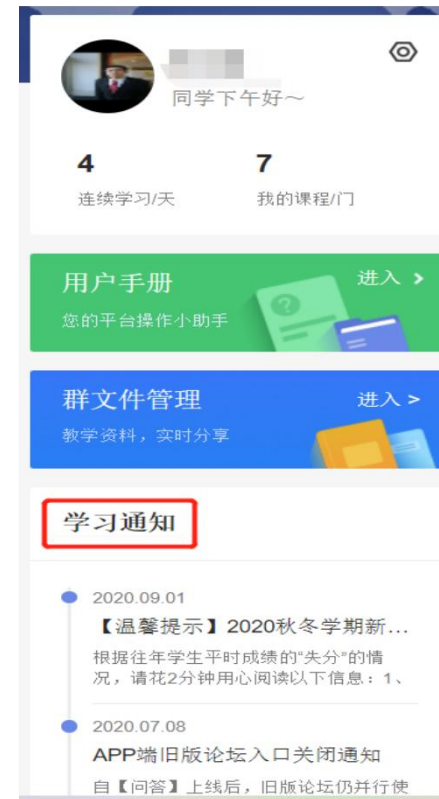 同学下午好～
4
7
连续学习/天
我的课程/门
用户手册
进入 >
您的平台操作小助手
群文件管理
进入 >
教学资料，实时分享
学习通知
2020.09.01
【温馨提示】2020秋冬学期新...
根据往年学生平时成绩的“失分”的情
况，请花2分钟用心阅读以下信息：1、
2020.07.08
APP端旧版论坛入口关闭通知
自【问答】上线后，旧版论坛仍并行使